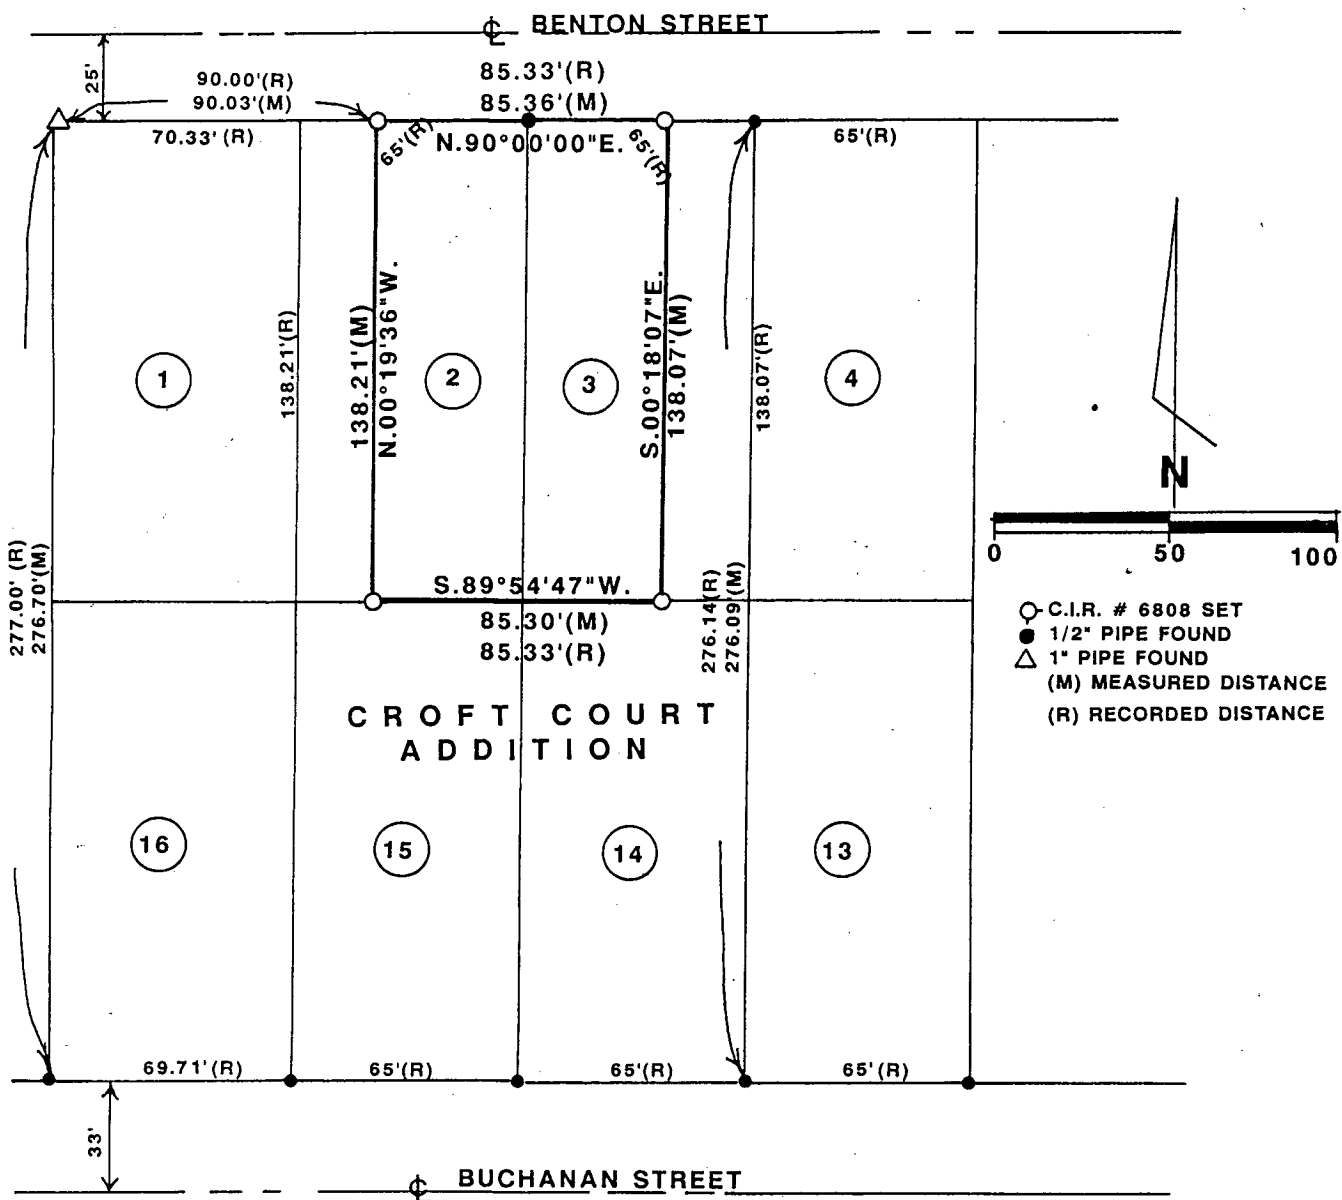 ℄ BENTON STREET
25'
90.00'(R)
90.03'(M)
85.33'(R)
85.36'(M)
70.33' (R)
65'(R)
N.90°00'00"E.
65'(R)
65'(R)
138.21'(R)
138.21'(M)
N.00°19'36"W.
S.00°18'07"E.
138.07'(M)
138.07'(R)
1
2
3
4
N
0 50 100
277.00' (R)
276.70'(M)
S.89°54'47"W.
85.30'(M)
85.33'(R)
276.14'(R)
276.09'(M)
C.I.R. # 6808 SET
1/2" PIPE FOUND
1" PIPE FOUND
(M) MEASURED DISTANCE
(R) RECORDED DISTANCE
CROFT COURT
ADDITION
16
15
14
13
69.71'(R)
65'(R)
65'(R)
65'(R)
33'
℄ BUCHANAN STREET